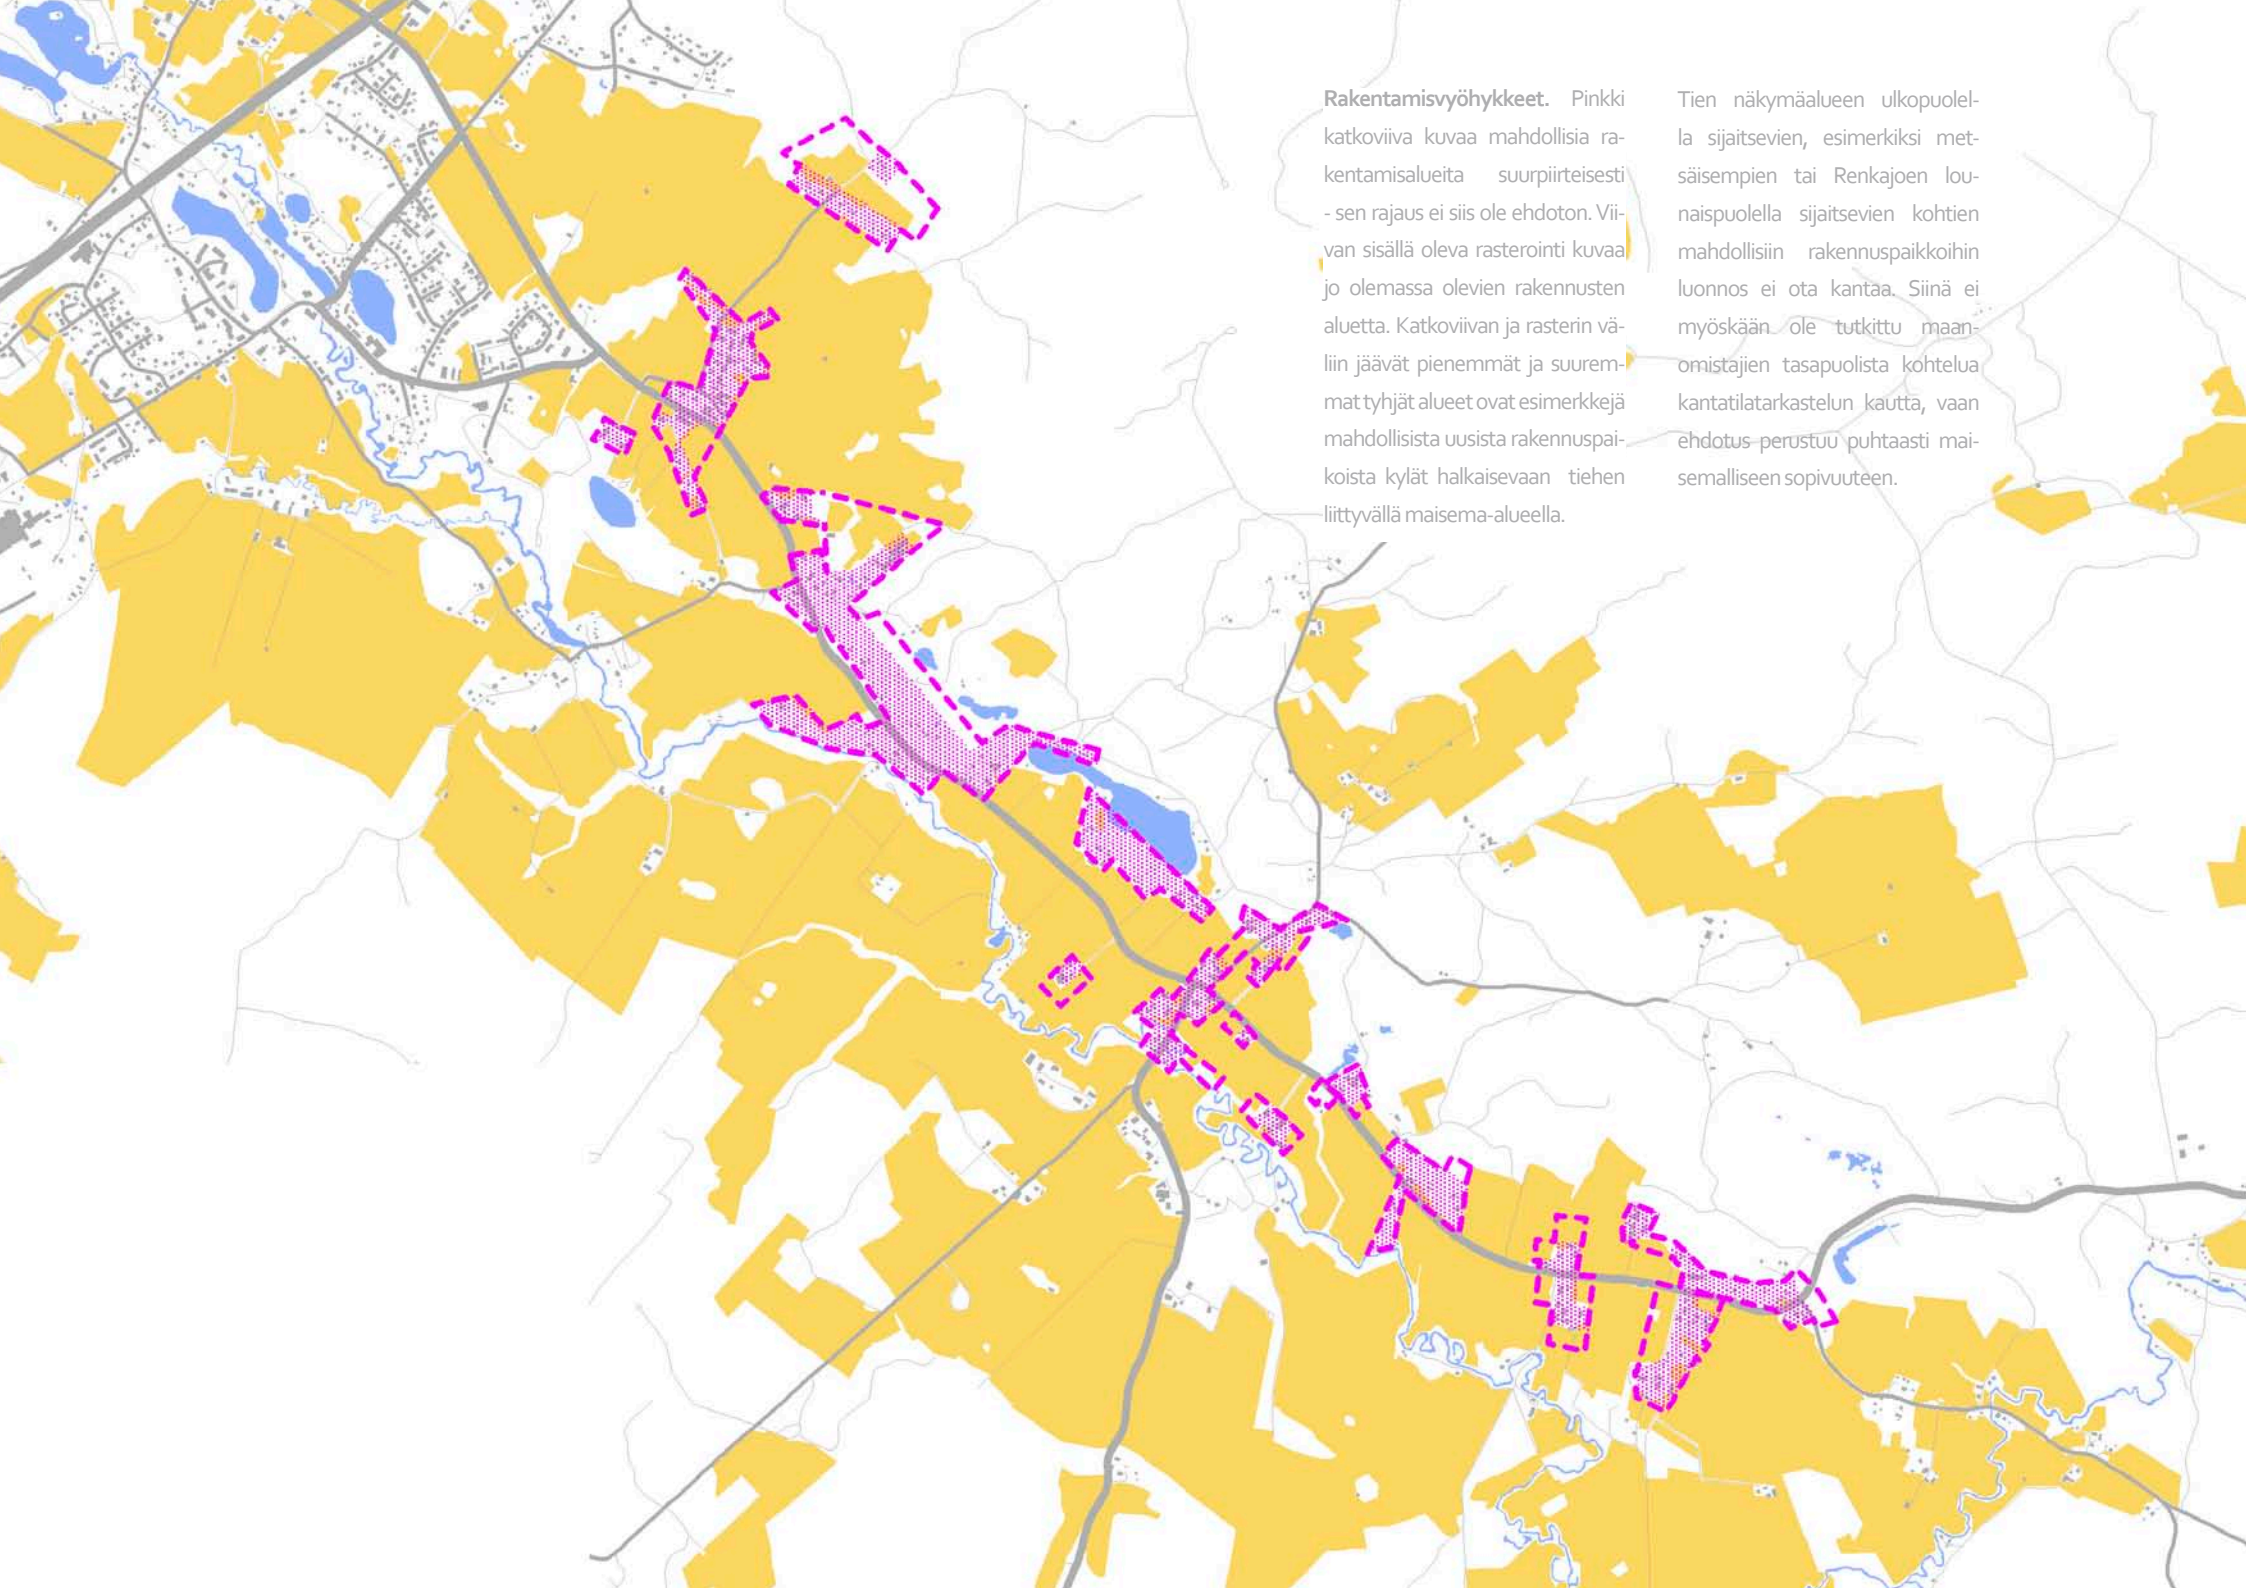 Rakentamisvyöhykkeet. Pinkki
katkoviiva kuvaa mahdollisia ra-
kentamisalueita suurpiirteisesti
- sen rajaus ei siis ole ehdoton. Vii-
van sisällä oleva rasterointi kuvaa
jo olemassa olevien rakennusten
aluetta. Katkoviivan ja rasterin vä-
liin jäävät pienemmät ja suurem-
mat tyhjät alueet ovat esimerkkejä
mahdollisista uusista rakennuspai-
koista kylät halkaisevaan tiehen
liittyvällä maisema-alueella.
Tien näkymäalueen ulkopuolel-
la sijaitsevien, esimerkiksi met-
säisempien tai Renkajoen lou-
naispuolella sijaitsevien kohtien
mahdollisiin rakennuspaikkoihin
luonnos ei ota kantaa. Siinä ei
myöskään ole tutkittu maan-
omistajien tasapuolista kohtelua
kantatilatarkastelun kautta, vaan
ehdotus perustuu puhtaasti mai-
semalliseen sopivuuteen.